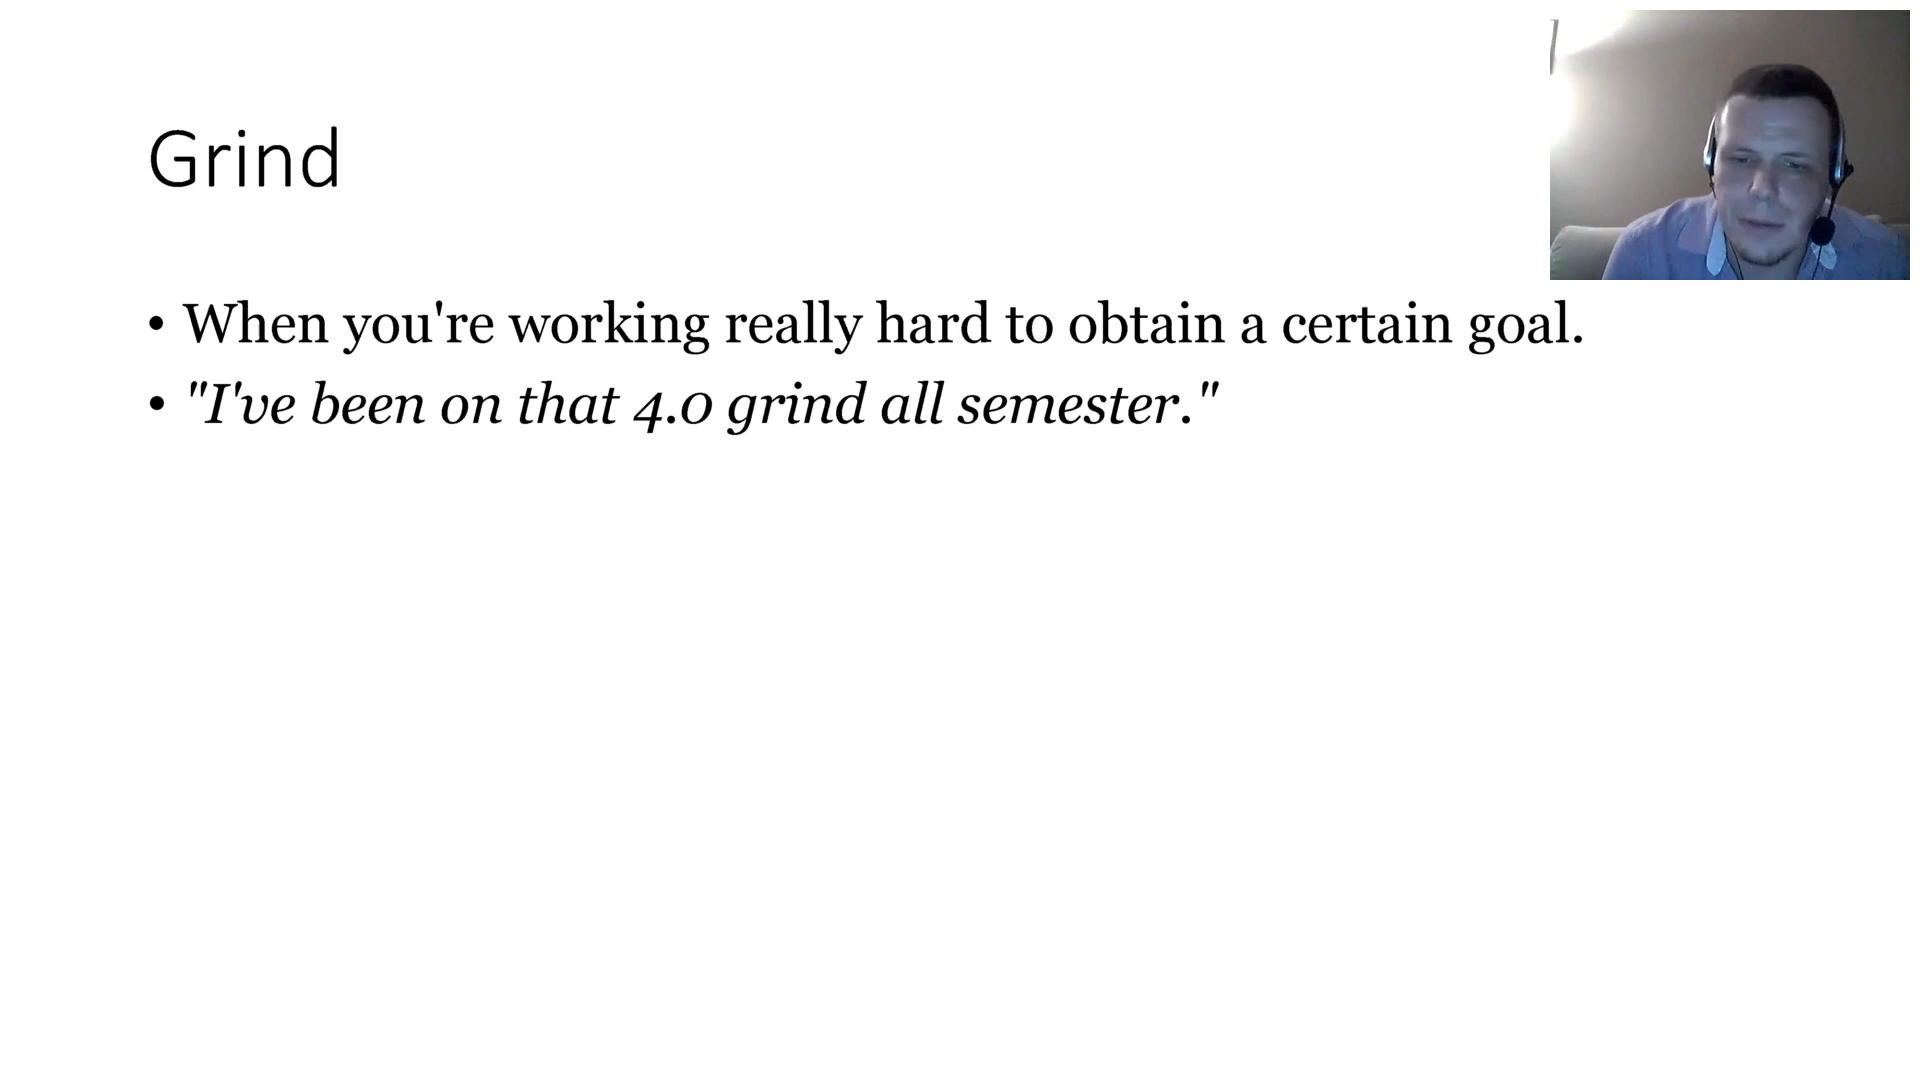 Grind
• When you're working really hard to obtain a certain goal.
• "I've been on that 4.0 grind all semester."